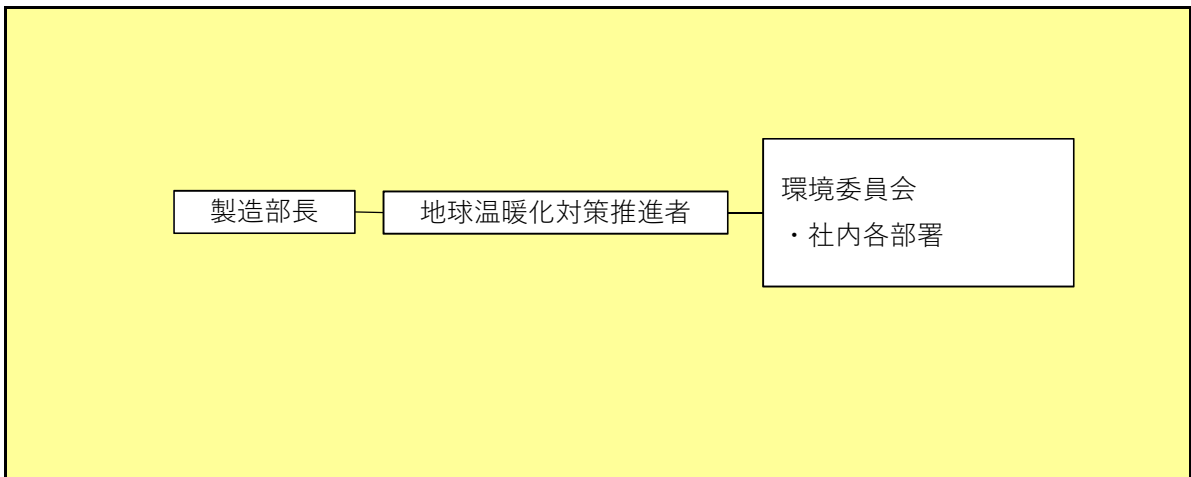 製造部長
地球温暖化対策推進者
環境委員会
・社内各部署